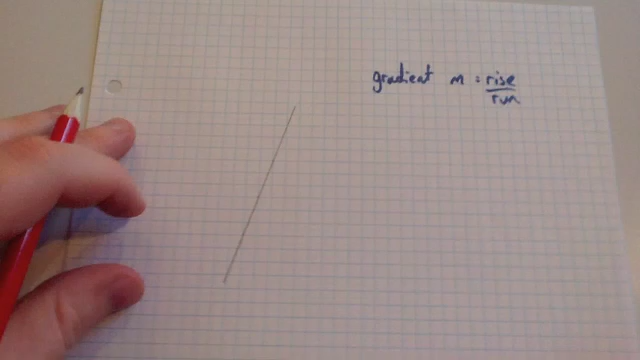 gradient m = rise
run